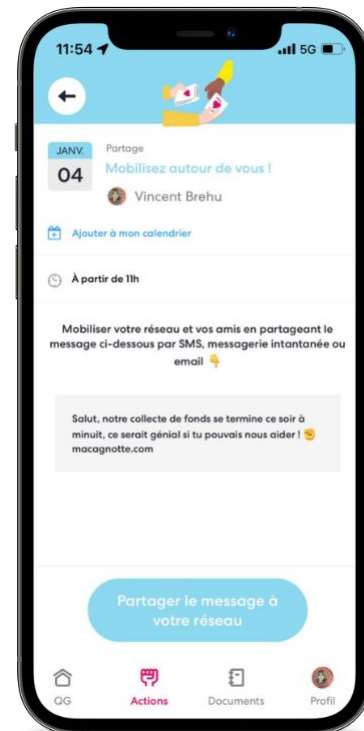 11:54
5G
JANV.
04
Partage
Mobilisez autour de vous !
Vincent Brehu
Ajouter à mon calendrier
À partir de 11h
Mobiliser votre réseau et vos amis en partageant le
message ci-dessous par SMS, messagerie intantanée ou
email
Salut, notre collecte de fonds se termine ce soir à
minuit, ce serait génial si tu pouvais nous aider ! ✊
macagnotte.com
Partager le message à
votre réseau
QG
Actions
Documents
Profil